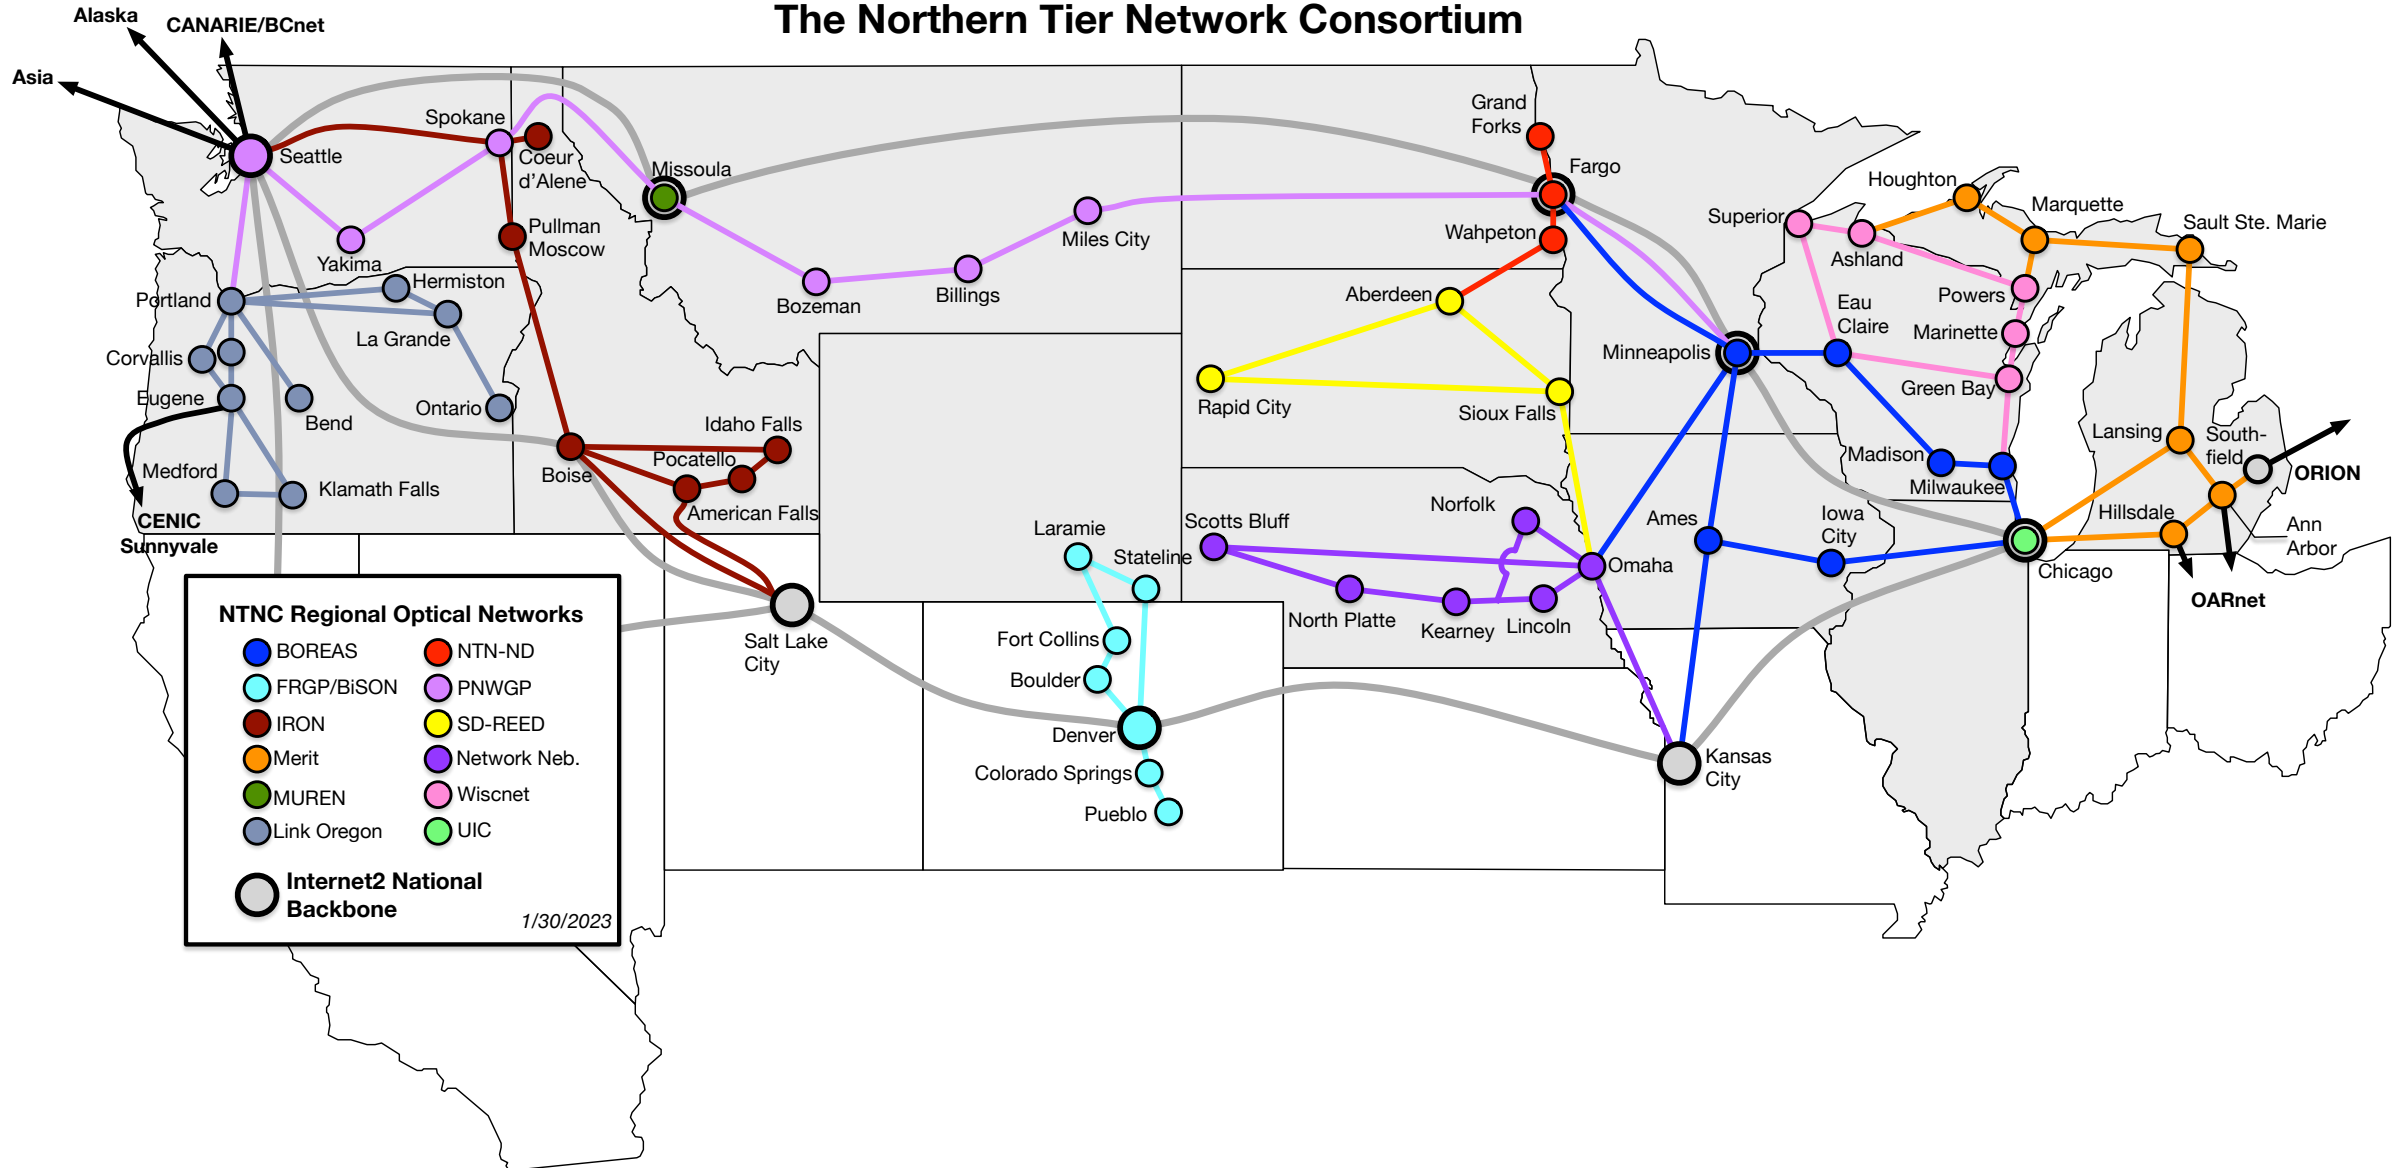 The Northern Tier Network Consortium
Alaska
CANARIE/BCnet
Asia
Seattle
Spokane
Coeur
d'Alene
Yakima
Pullman
Moscow
Missoula
Bozeman
Billings
Miles City
Grand
Forks
Fargo
Wahpeton
Aberdeen
Rapid City
Sioux Falls
Minneapolis
Superior
Ashland
Houghton
Marquette
Sault Ste. Marie
Powers
Marinette
Eau
Claire
Green Bay
Madison
Milwaukee
Lansing
South-
field
ORION
Hillsdale
Ann
Arbor
OARnet
Chicago
Iowa
City
Ames
Omaha
Norfolk
Scotts Bluff
North Platte
Kearney
Lincoln
Kansas
City
Portland
Hermiston
La Grande
Corvallis
Eugene
Bend
Ontario
Medford
Klamath Falls
CENIC
Sunnyvale
Boise
Idaho Falls
Pocatello
American Falls
Salt Lake
City
Laramie
Stateline
Fort Collins
Boulder
Denver
Colorado Springs
Pueblo
NTNC Regional Optical Networks
BOREAS
NTN-ND
FRGP/BiSON
PNWGP
IRON
SD-REED
Merit
Network Neb.
MUREN
Wiscnet
Link Oregon
UIC
Internet2 National
Backbone
1/30/2023